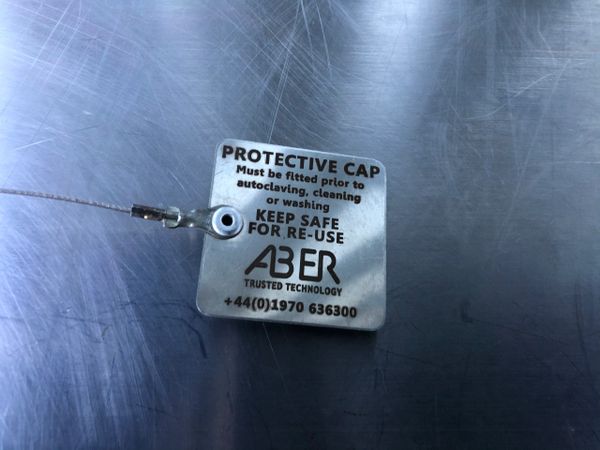 PROTECTIVE CAP
Must be fitted prior to
autoclaving, cleaning
or washing
KEEP SAFE
FOR RE-USE
ABER
TRUSTED TECHNOLOGY
+44(0)1970 636300